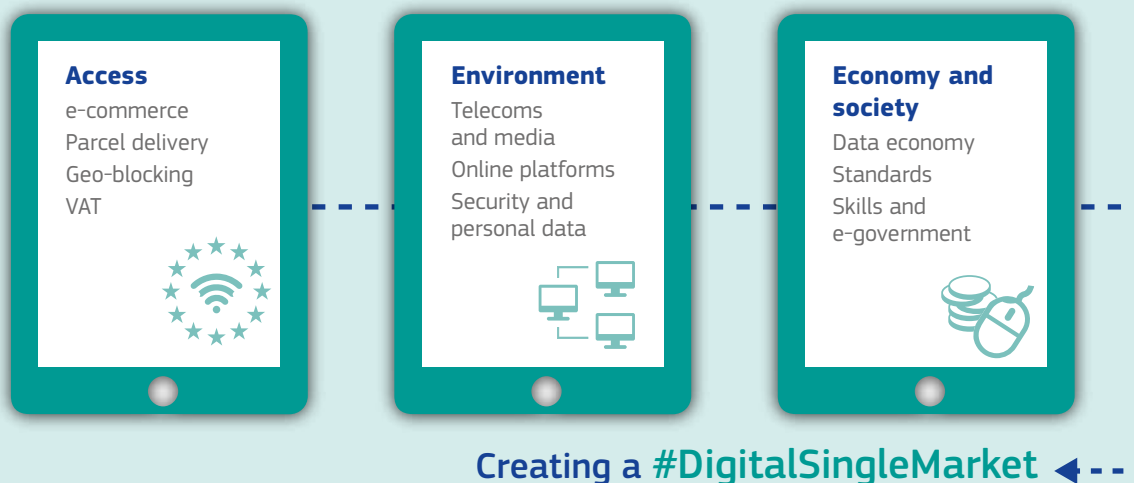 Access
e-commerce
Parcel delivery
Geo-blocking
VAT
Environment
Telecoms
and media
Online platforms
Security and
personal data
Economy and
society
Data economy
Standards
Skills and
e-government
Creating a #DigitalSingleMarket